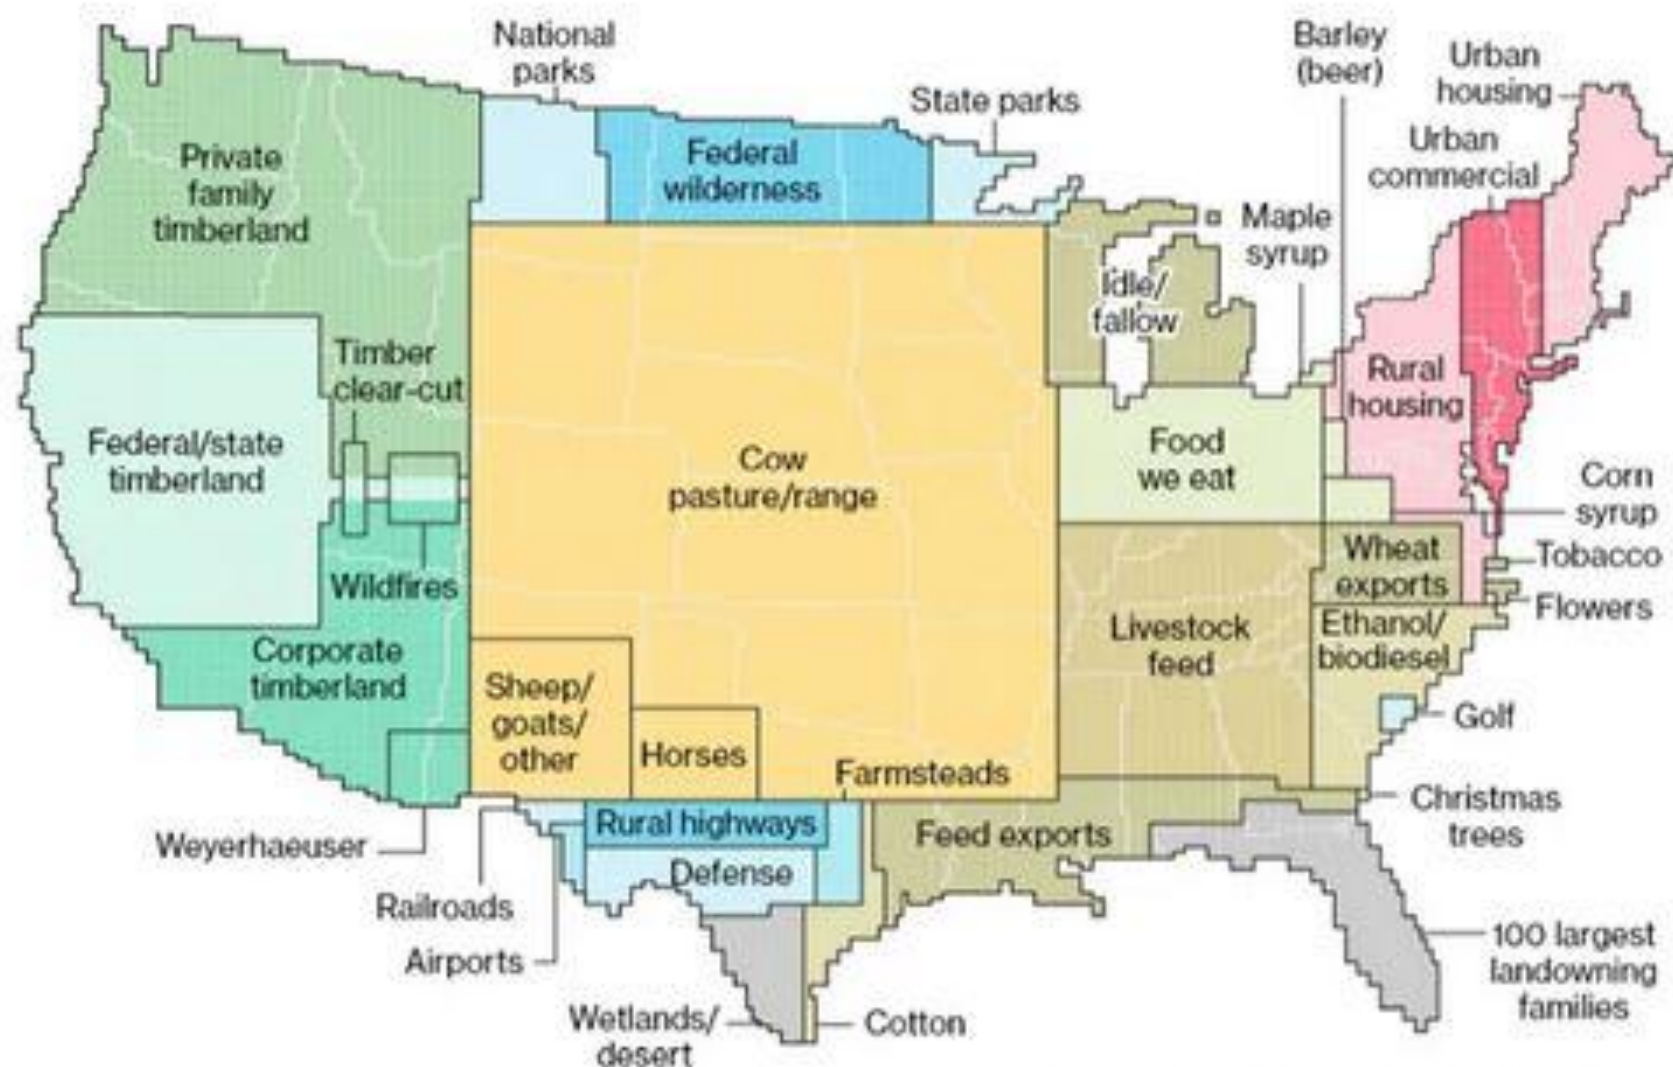 National
parks
Barley
(beer)
Urban
housing
State parks
Urban
commercial
Private
family
timberland
Federal
wilderness
Maple
syrup
Idle/
fallow
Timber
clear-cut
Rural
housing
Federal/state
timberland
Cow
pasture/range
Food
we eat
Corn
syrup
Wildfires
Wheat
exports
Tobacco
Flowers
Corporate
timberland
Livestock
feed
Ethanol/
biodiesel
Sheep/
goats/
other
Horses
Golf
Farmsteads
Christmas
trees
Weyerhaeuser
Rural highways
Feed exports
Defense
Railroads
Airports
100 largest
landowning
families
Wetlands/
desert
Cotton